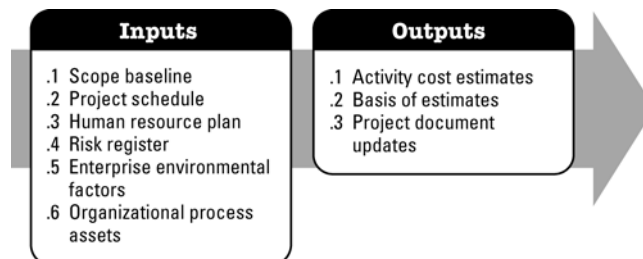 Inputs
.1 Scope baseline
.2 Project schedule
.3 Human resource plan
.4 Risk register
.5 Enterprise environmental
factors
.6 Organizational process
assets
Outputs
.1 Activity cost estimates
.2 Basis of estimates
.3 Project document
updates